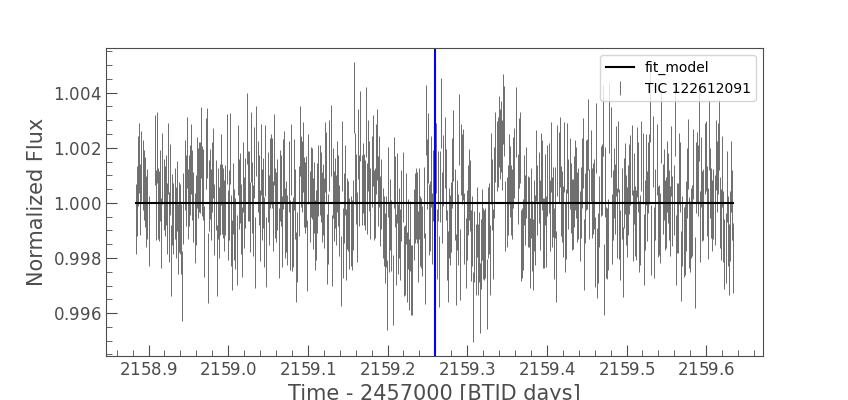 fit_model
TIC 122612091
1.004
1.002
1.000
0.998
0.996
Normalized Flux
2158.9 2159.0 2159.1 2159.2 2159.3 2159.4 2159.5 2159.6
Time - 2457000 [BTJD days]